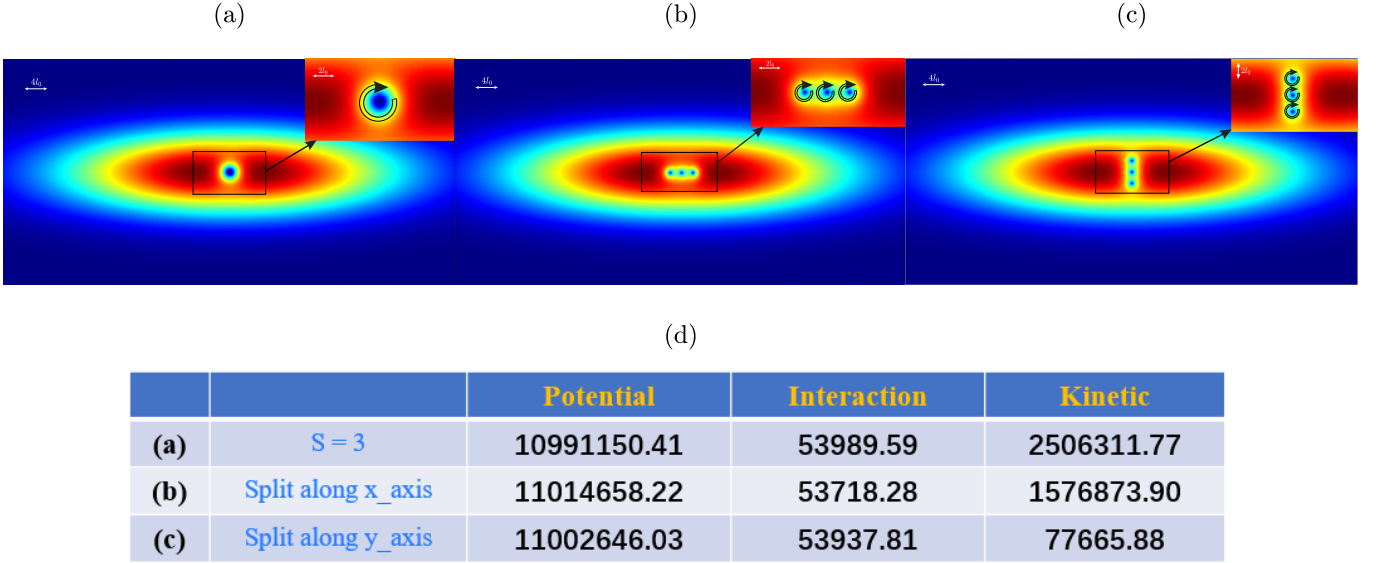 (a) (b) (c)
4l₀ 2l₀ 4l₀ 2l₀ 4l₀ 2l₀
(d)
Potential Interaction Kinetic
(a) S = 3 10991150.41 53989.59 2506311.77
(b) Split along x_axis 11014658.22 53718.28 1576873.90
(c) Split along y_axis 11002646.03 53937.81 77665.88